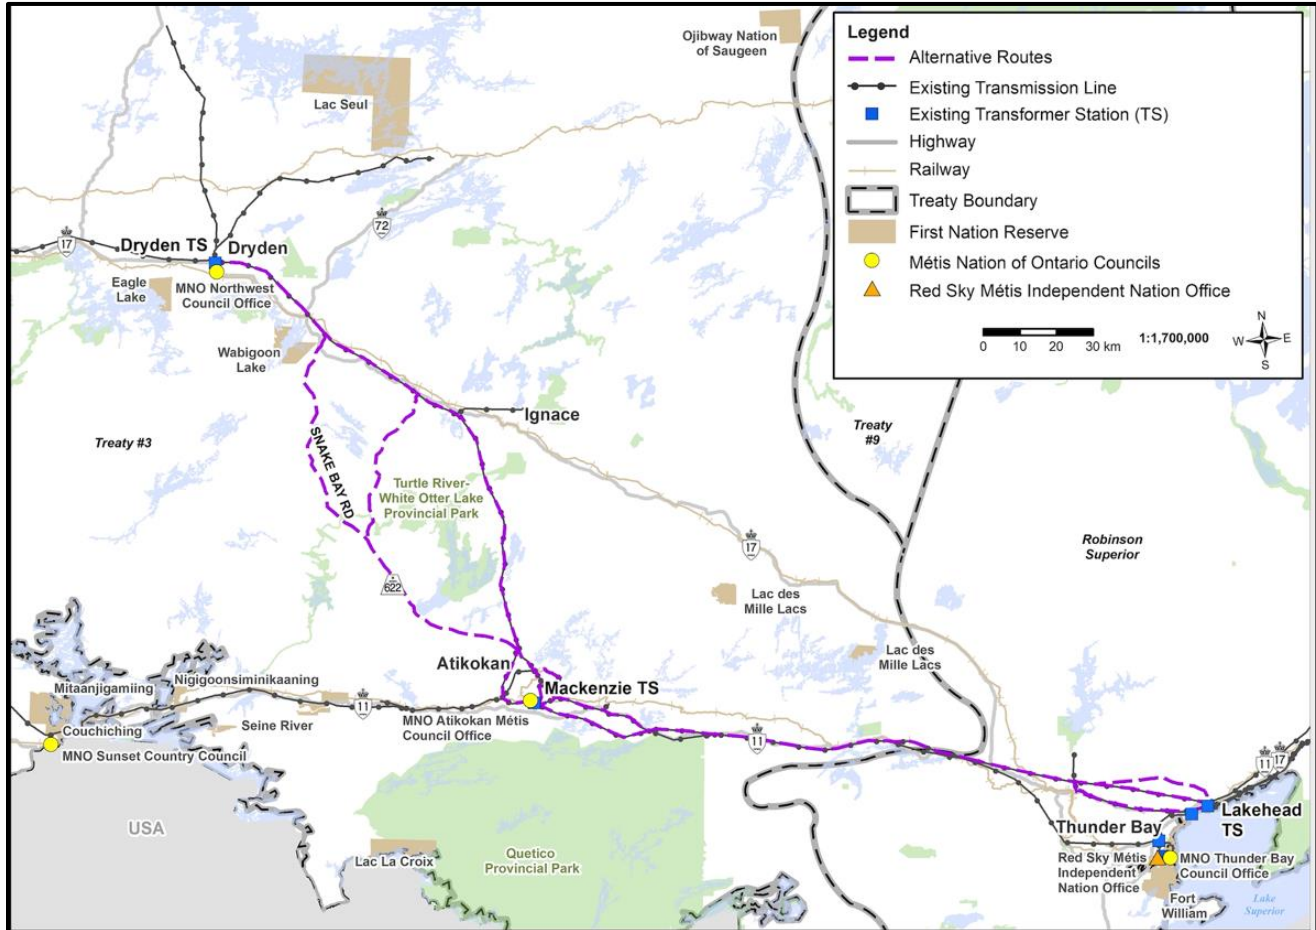 Ojibway Nation
of Saugeen
Legend
Alternative Routes
Existing Transmission Line
Existing Transformer Station (TS)
Highway
Railway
Treaty Boundary
First Nation Reserve
Métis Nation of Ontario Councils
Red Sky Métis Independent Nation Office
0 10 20 30 km
1:1,700,000
N
W E
S
Lac Seul
72
17
Dryden TS
Dryden
Eagle
Lake
MNO Northwest
Council Office
Wabigoon
Lake
Ignace
Treaty #3
SNAKE BAY RD
Turtle River-
White Otter Lake
Provincial Park
Treaty
#9
Robinson
Superior
17
622
Lac des
Mille Lacs
Lac des
Mille Lacs
Atikokan
Mackenzie TS
Nigigoonsiminikaaning
Mitaanjigamiing
11
MNO Atikokan Métis
Council Office
Seine River
Couchiching
MNO Sunset Country Council
11
11
17
Lakehead
TS
Thunder Bay
USA
Lac La Croix
Quetico
Provincial Park
Red Sky Métis
Independent
Nation Office
MNO Thunder Bay
Council Office
Fort
William
Lake
Superior